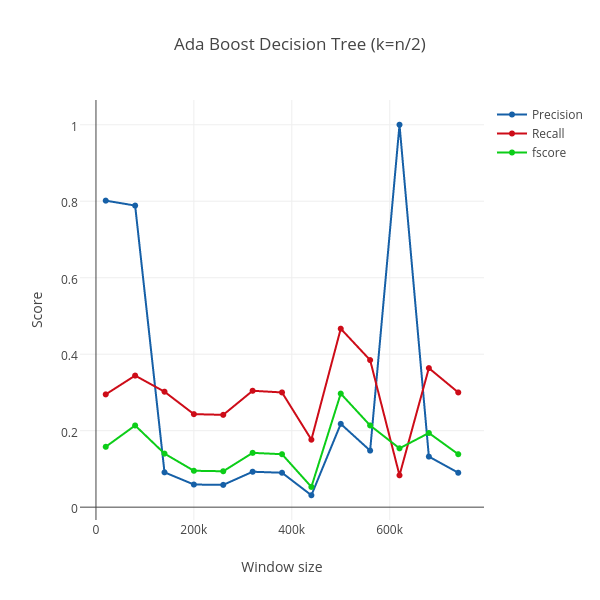 Ada Boost Decision Tree (k=n/2)
Precision
Recall
fscore
Score
1
0.8
0.6
0.4
0.2
0
0 200k 400k 600k
Window size